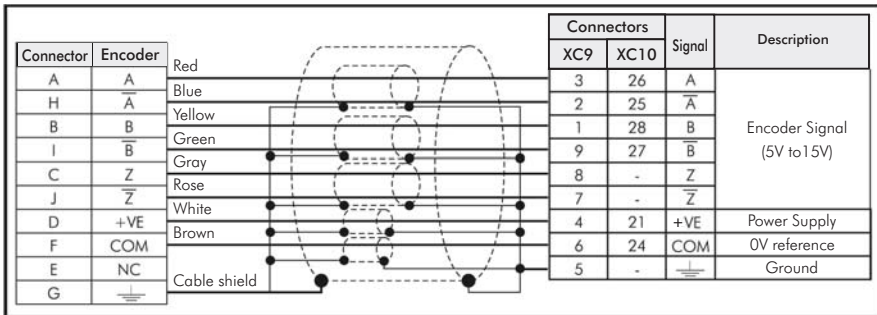 Connector Encoder
A A
H A̅
B B
I B̅
C Z
J Z̅
D +VE
F COM
E NC
G
Red
Blue
Yellow
Green
Gray
Rose
White
Brown
Cable shield
Connectors
XC9 XC10 Signal Description
3 26 A
2 25 A̅
1 28 B
9 27 B̅
8 - Z
7 - Z̅
Encoder Signal
(5V to15V)
4 21 +VE Power Supply
6 24 COM 0V reference
5 - Ground